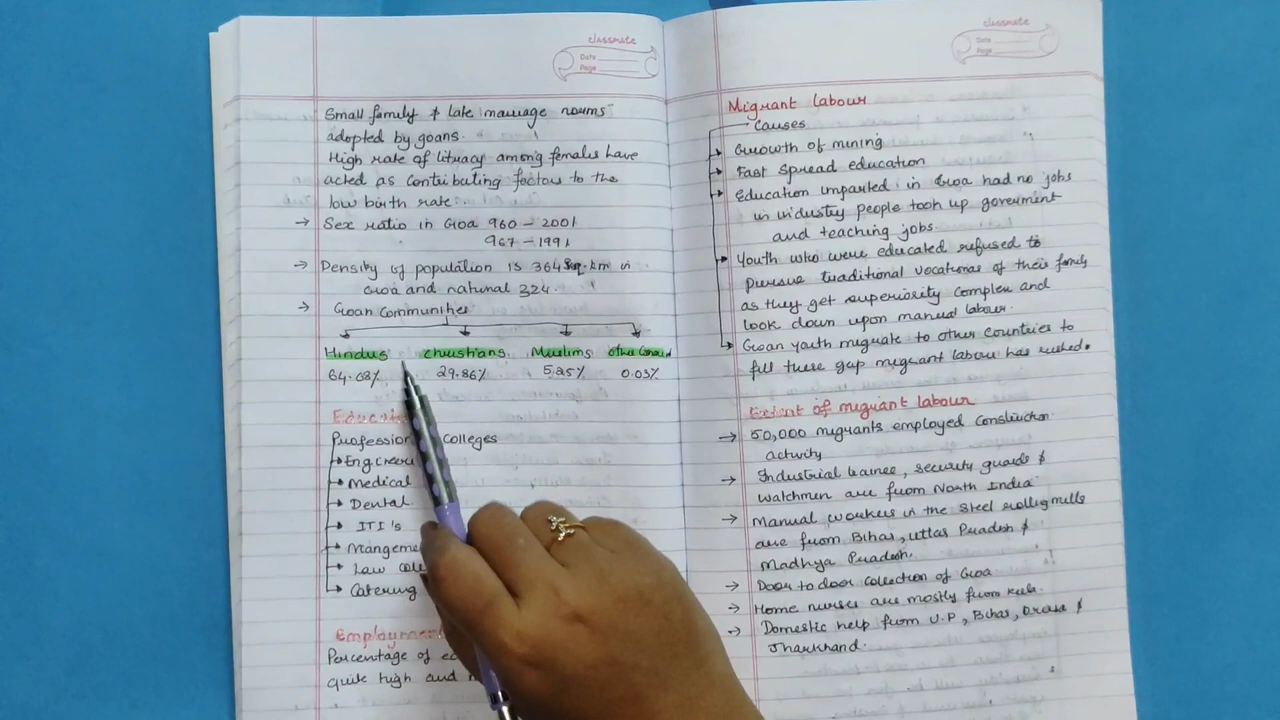 classmate
Date
Page
Small family & late marriage norms
adopted by goans.
High rate of litracy among females have
acted as contributing factors to the
low birth rate.
→ Sex ratio in Goa 960 - 2001
967 - 1991
→ Density of population is 364 sq.km in
Goa and natural 324.
→ Goan Communities
Hindus Christians Muslims other
64.68% 29.86% 5.25% 0.03%
Profession colleges
Engineeri
Medical
Dental
ITI's
Mangeme
Law col
Catering
Employment
Percentage of
quite high and
classmate
Date
Page
Migrant labour
Causes
Growth of mining
Fast spread education
Education imparted in Goa had no jobs
in industry people took up goverment
and teaching jobs.
Youth who were educated refused to
pursue traditional vocations of their family
as they get superiority complex and
look down upon manual labour.
Goan youth migrate to other countries to
fill these gap migrant labour has rushed.
Extent of migrant labour
→ 50,000 migrants employed construction
activity
→ Industrial trainee, security guards &
watchmen are from North India
→ Manual workers in the steel rolling mills
are from Bihar, Uttar Pradesh &
Madhya Pradesh.
→ Door to door collection of Goa
→ Home nurses are mostly from
→ Domestic help from U.P, Bihar, Orissa &
Jharkhand.